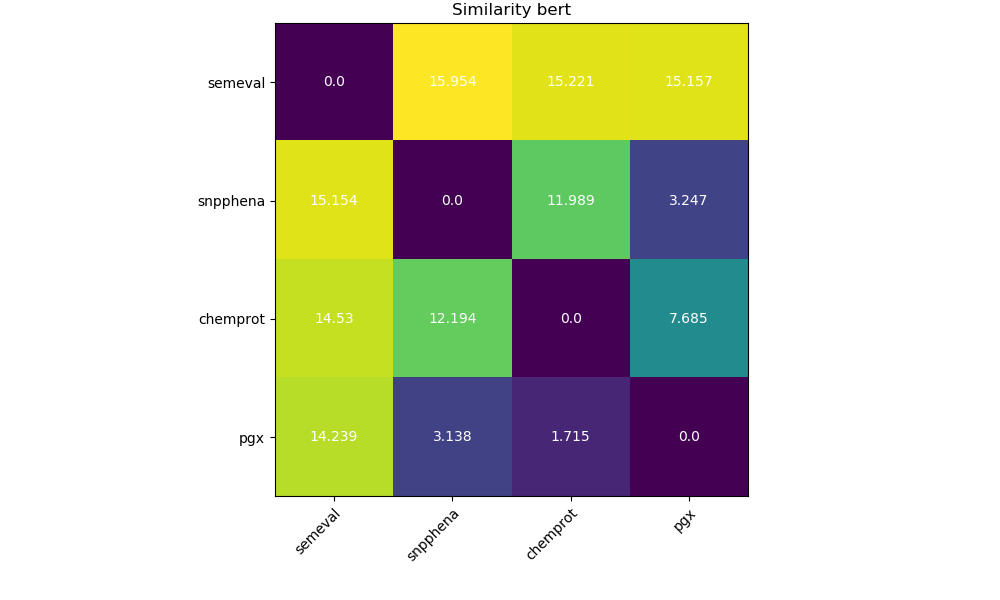 Similarity bert
semeval 0.0 15.954 15.221 15.157
snpphena 15.154 0.0 11.989 3.247
chemprot 14.53 12.194 0.0 7.685
pgx 14.239 3.138 1.715 0.0
semeval snpphena chemprot pgx